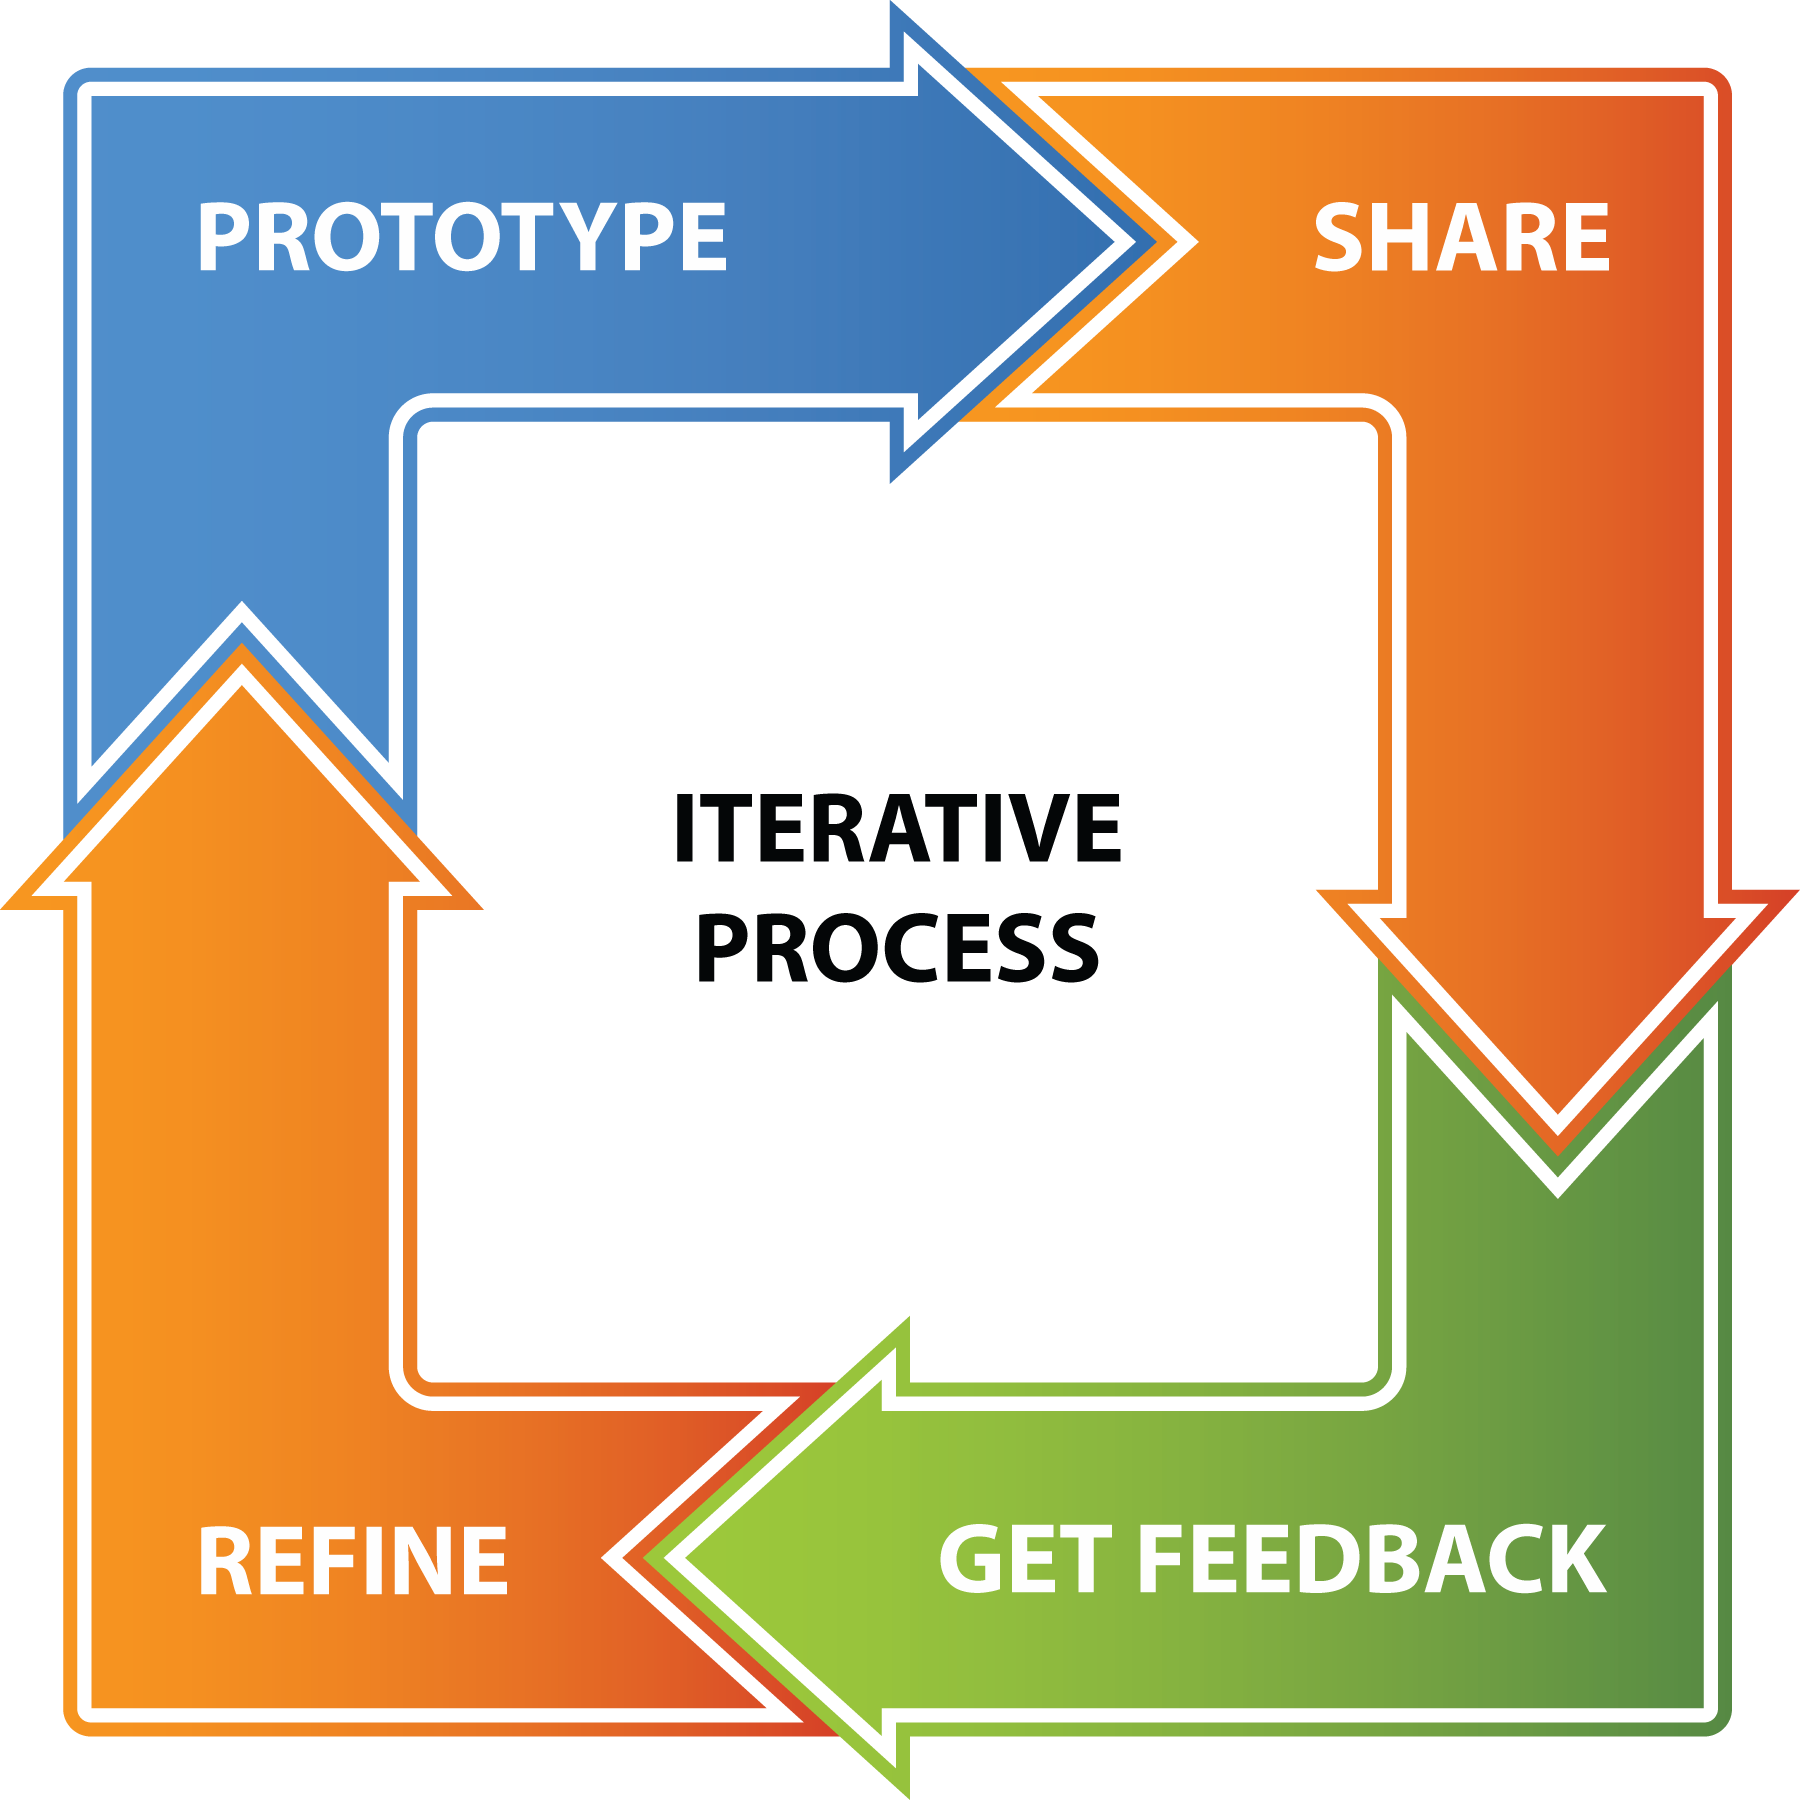 PROTOTYPE
SHARE
ITERATIVE
PROCESS
REFINE
GET FEEDBACK